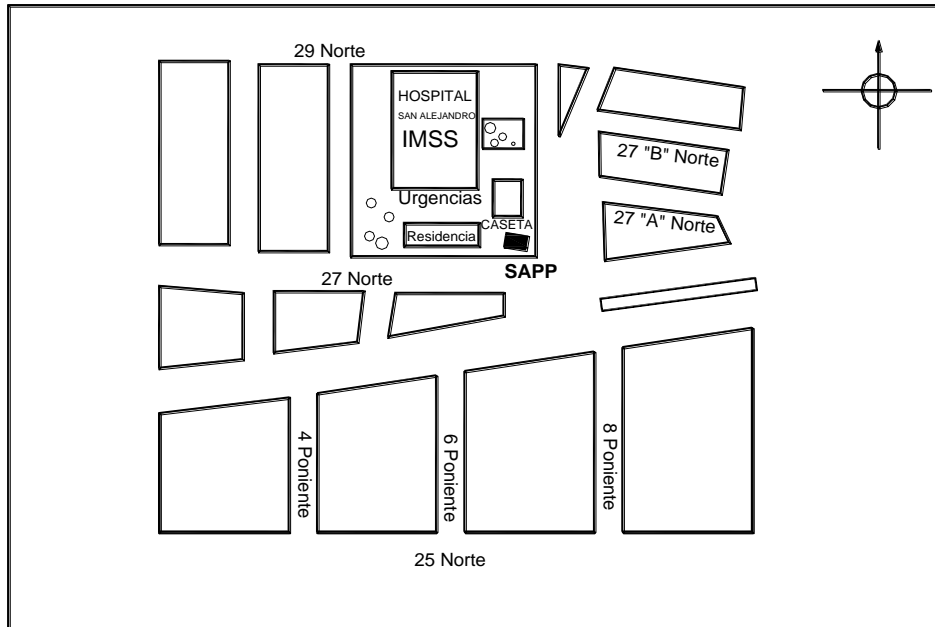 29 Norte
HOSPITAL
SAN ALEJANDRO
IMSS
Urgencias
CASETA
Residencia
SAPP
27 "B" Norte
27 "A" Norte
27 Norte
4 Poniente
6 Poniente
8 Poniente
25 Norte